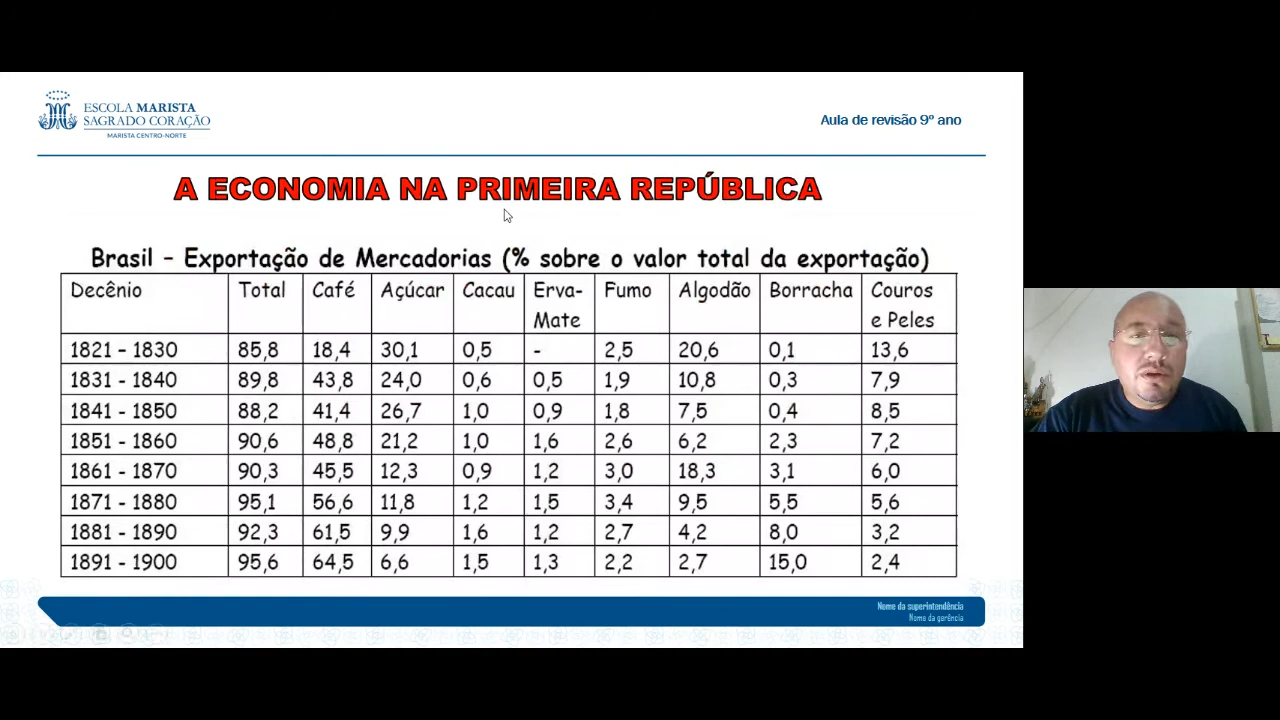 ESCOLA MARISTA
SAGRADO CORAÇÃO
MARISTA CENTRO-NORTE
Aula de revisão 9º ano
A ECONOMIA NA PRIMEIRA REPÚBLICA
Brasil – Exportação de Mercadorias (% sobre o valor total da exportação)
Decênio Total Café Açúcar Cacau Erva-Mate Fumo Algodão Borracha Couros e Peles
1821 - 1830 85,8 18,4 30,1 0,5 - 2,5 20,6 0,1 13,6
1831 - 1840 89,8 43,8 24,0 0,6 0,5 1,9 10,8 0,3 7,9
1841 - 1850 88,2 41,4 26,7 1,0 0,9 1,8 7,5 0,4 8,5
1851 - 1860 90,6 48,8 21,2 1,0 1,6 2,6 6,2 2,3 7,2
1861 - 1870 90,3 45,5 12,3 0,9 1,2 3,0 18,3 3,1 6,0
1871 - 1880 95,1 56,6 11,8 1,2 1,5 3,4 9,5 5,5 5,6
1881 - 1890 92,3 61,5 9,9 1,6 1,2 2,7 4,2 8,0 3,2
1891 - 1900 95,6 64,5 6,6 1,5 1,3 2,2 2,7 15,0 2,4
Nome da superintendência
Nome da gerência